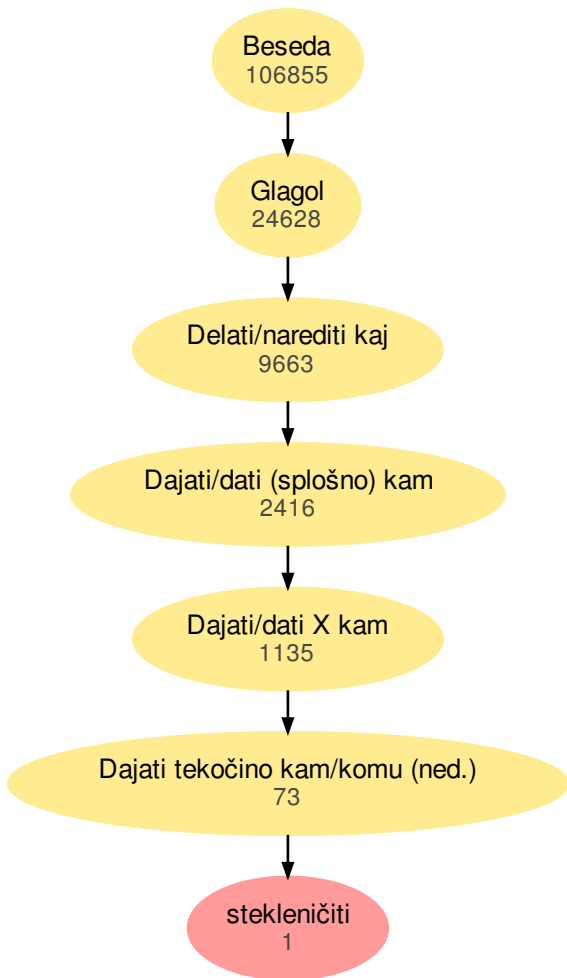 Beseda
106855
Glagol
24628
Delati/narediti kaj
9663
Dajati/dati (splošno) kam
2416
Dajati/dati X kam
1135
Dajati tekočino kam/komu (ned.)
73
stekleničiti
1